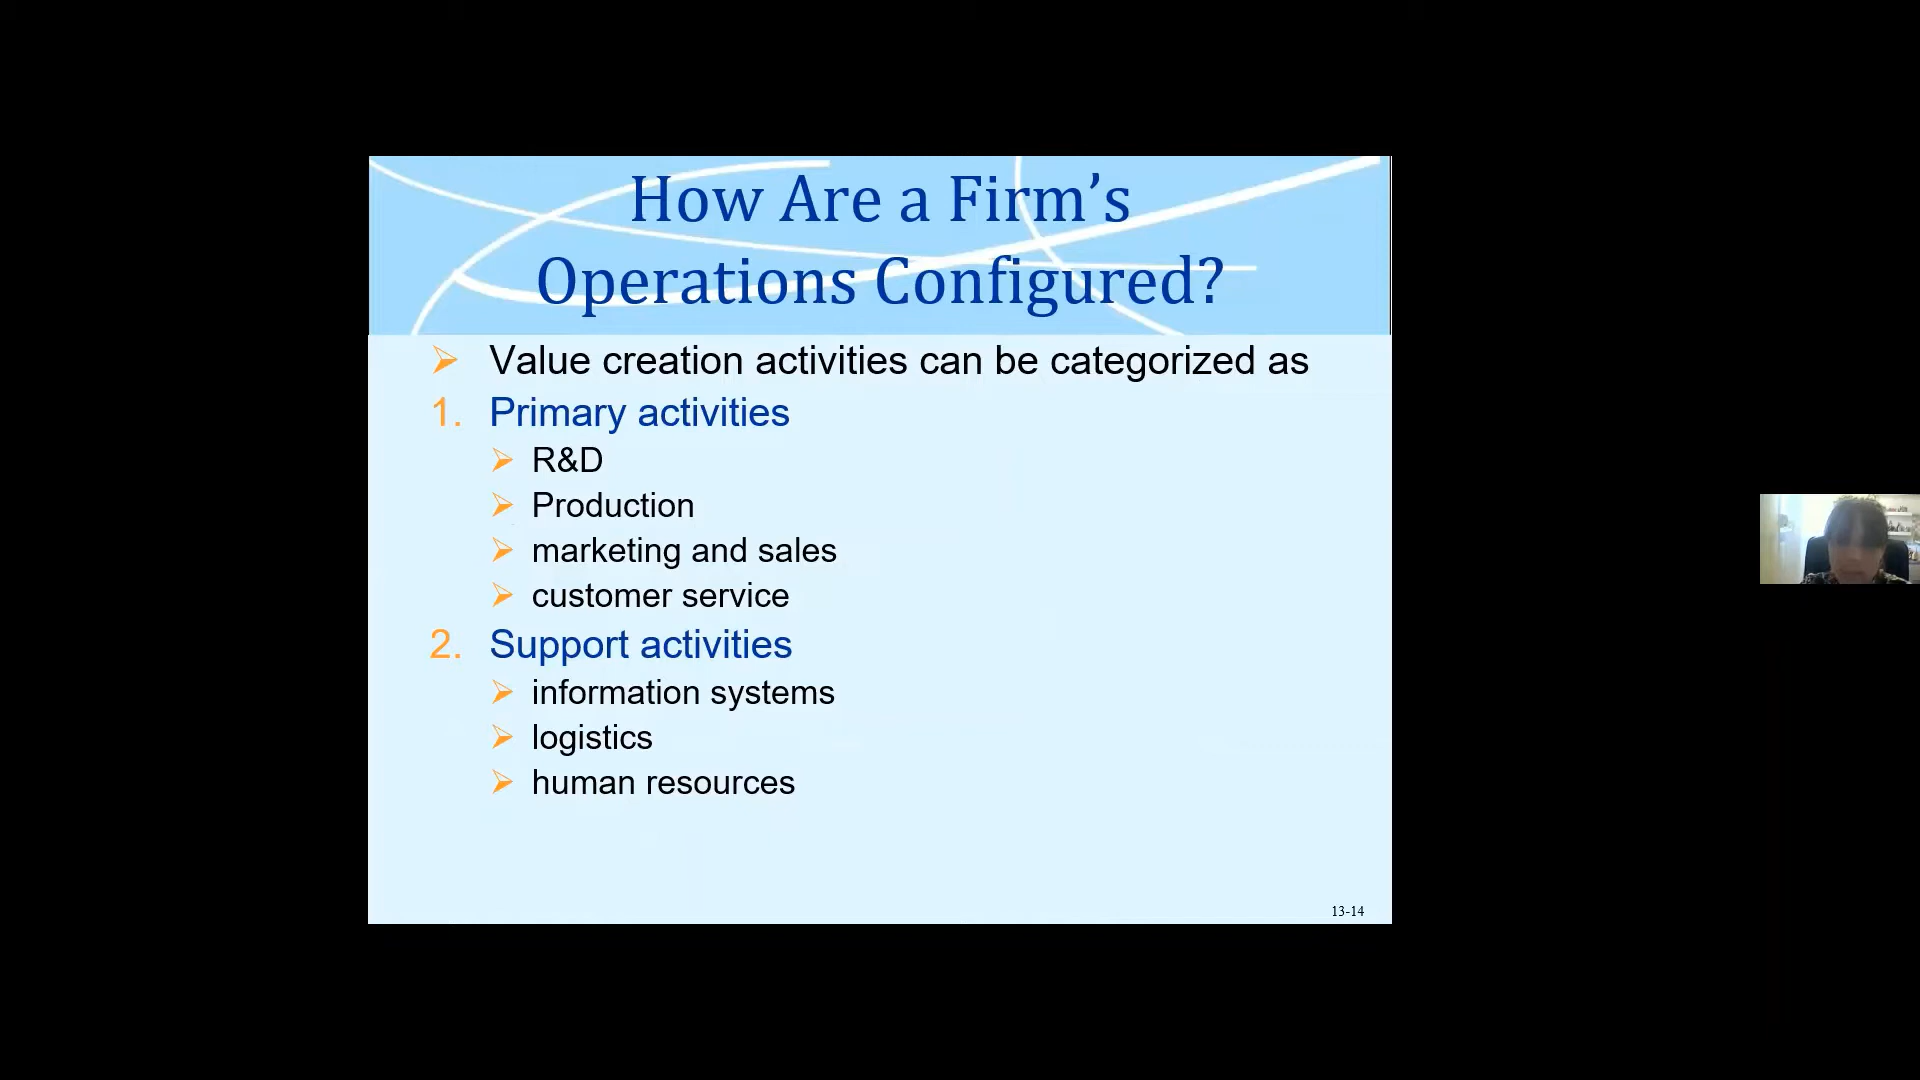 How Are a Firm’s
Operations Configured?
Value creation activities can be categorized as
1. Primary activities
R&D
Production
marketing and sales
customer service
2. Support activities
information systems
logistics
human resources
13-14